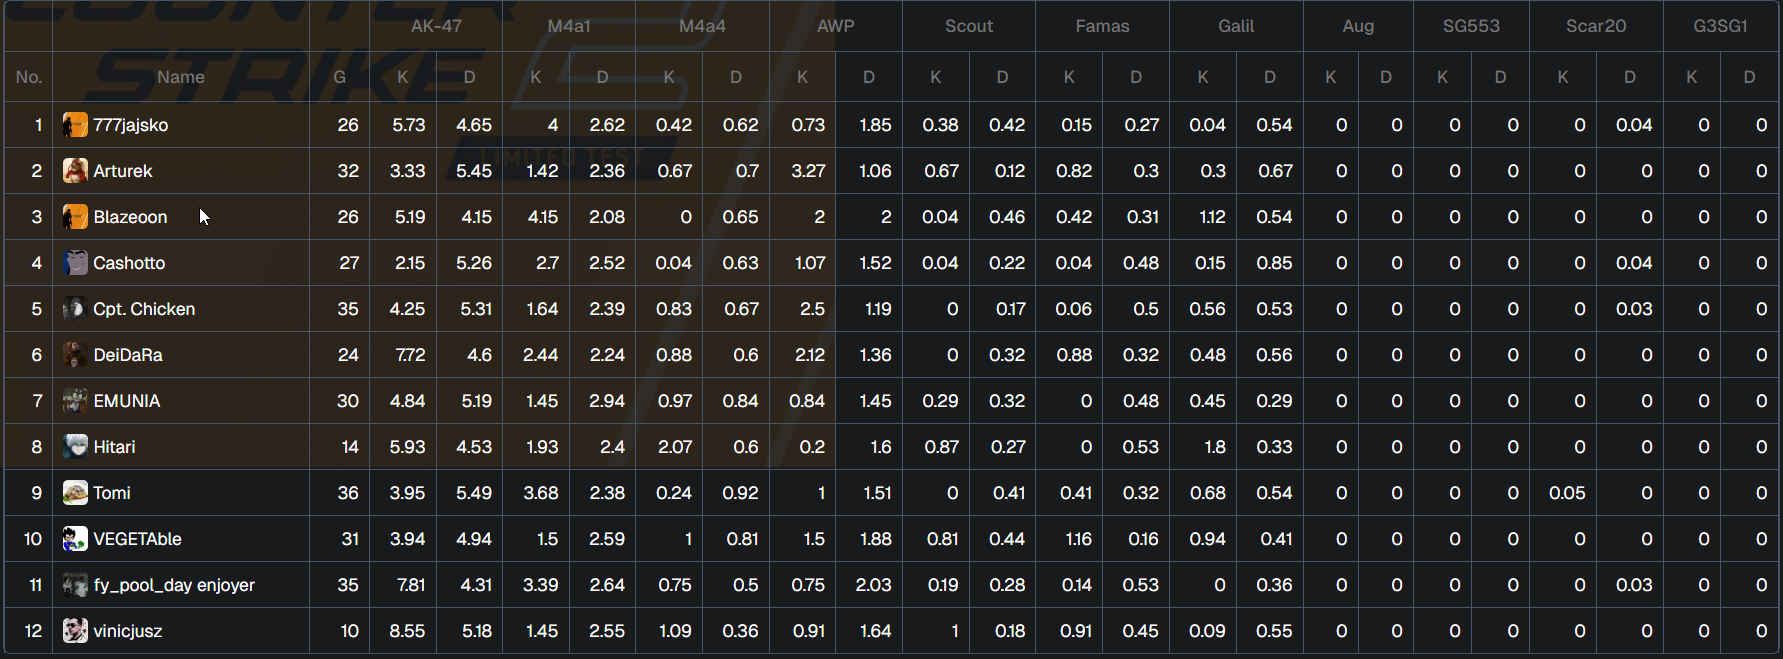 COUNTER
STRIKE
LIMITED TEST
AK-47 M4a1 M4a4 AWP Scout Famas Galil Aug SG553 Scar20 G3SG1
No. Name G K D K D K D K D K D K D K D K D K D K D K D
1 777jajsko 26 5.73 4.65 4 2.62 0.42 0.62 0.73 1.85 0.38 0.42 0.15 0.27 0.04 0.54 0 0 0 0 0 0.04 0 0
2 Arturek 32 3.33 5.45 1.42 2.36 0.67 0.7 3.27 1.06 0.67 0.12 0.82 0.3 0.3 0.67 0 0 0 0 0 0 0 0
3 Blazeoon 26 5.19 4.15 4.15 2.08 0 0.65 2 2 0.04 0.46 0.42 0.31 1.12 0.54 0 0 0 0 0 0 0 0
4 Cashotto 27 2.15 5.26 2.7 2.52 0.04 0.63 1.07 1.52 0.04 0.22 0.04 0.48 0.15 0.85 0 0 0 0 0 0.04 0 0
5 Cpt. Chicken 35 4.25 5.31 1.64 2.39 0.83 0.67 2.5 1.19 0 0.17 0.06 0.5 0.56 0.53 0 0 0 0 0 0.03 0 0
6 DeiDaRa 24 7.72 4.6 2.44 2.24 0.88 0.6 2.12 1.36 0 0.32 0.88 0.32 0.48 0.56 0 0 0 0 0 0 0 0
7 EMUNIA 30 4.84 5.19 1.45 2.94 0.97 0.84 0.84 1.45 0.29 0.32 0 0.48 0.45 0.29 0 0 0 0 0 0 0 0
8 Hitari 14 5.93 4.53 1.93 2.4 2.07 0.6 0.2 1.6 0.87 0.27 0 0.53 1.8 0.33 0 0 0 0 0 0 0 0
9 Tomi 36 3.95 5.49 3.68 2.38 0.24 0.92 1 1.51 0 0.41 0.41 0.32 0.68 0.54 0 0 0 0 0.05 0 0 0
10 VEGETAble 31 3.94 4.94 1.5 2.59 1 0.81 1.5 1.88 0.81 0.44 1.16 0.16 0.94 0.41 0 0 0 0 0 0 0 0
11 fy_pool_day enjoyer 35 7.81 4.31 3.39 2.64 0.75 0.5 0.75 2.03 0.19 0.28 0.14 0.53 0 0.36 0 0 0 0 0 0.03 0 0
12 vinicjusz 10 8.55 5.18 1.45 2.55 1.09 0.36 0.91 1.64 1 0.18 0.91 0.45 0.09 0.55 0 0 0 0 0 0 0 0